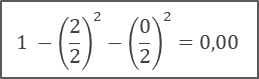 1 − (2/2)² − (0/2)² = 0,00